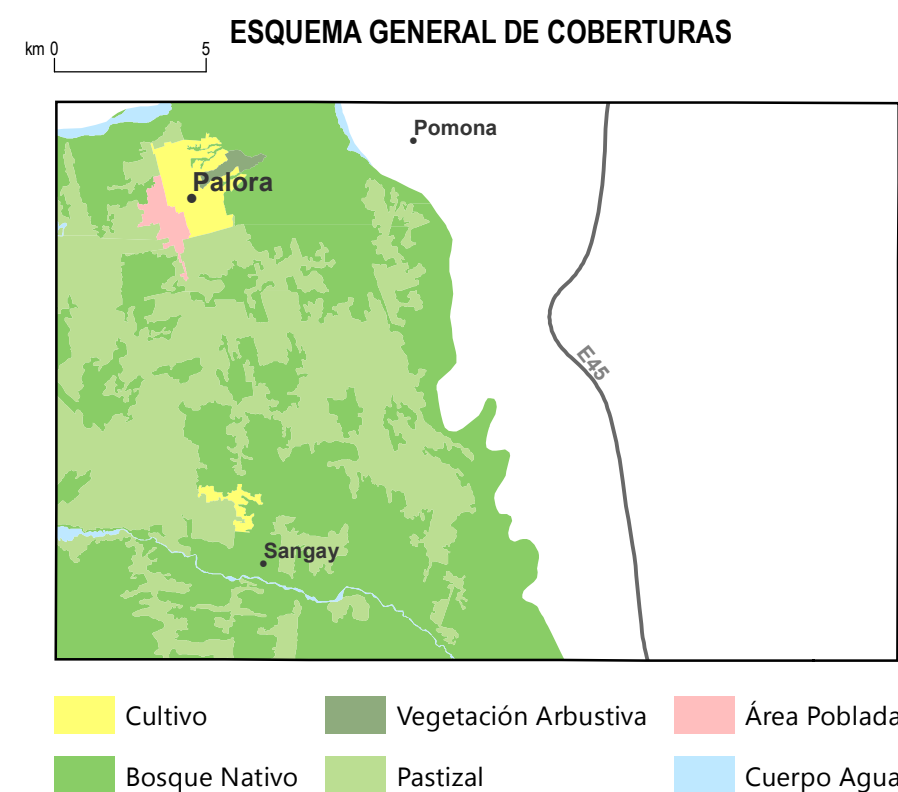 ESQUEMA GENERAL DE COBERTURAS
km 0 5
Pomona
Palora
E45
Sangay
Cultivo
Vegetación Arbustiva
Área Poblada
Bosque Nativo
Pastizal
Cuerpo Agua